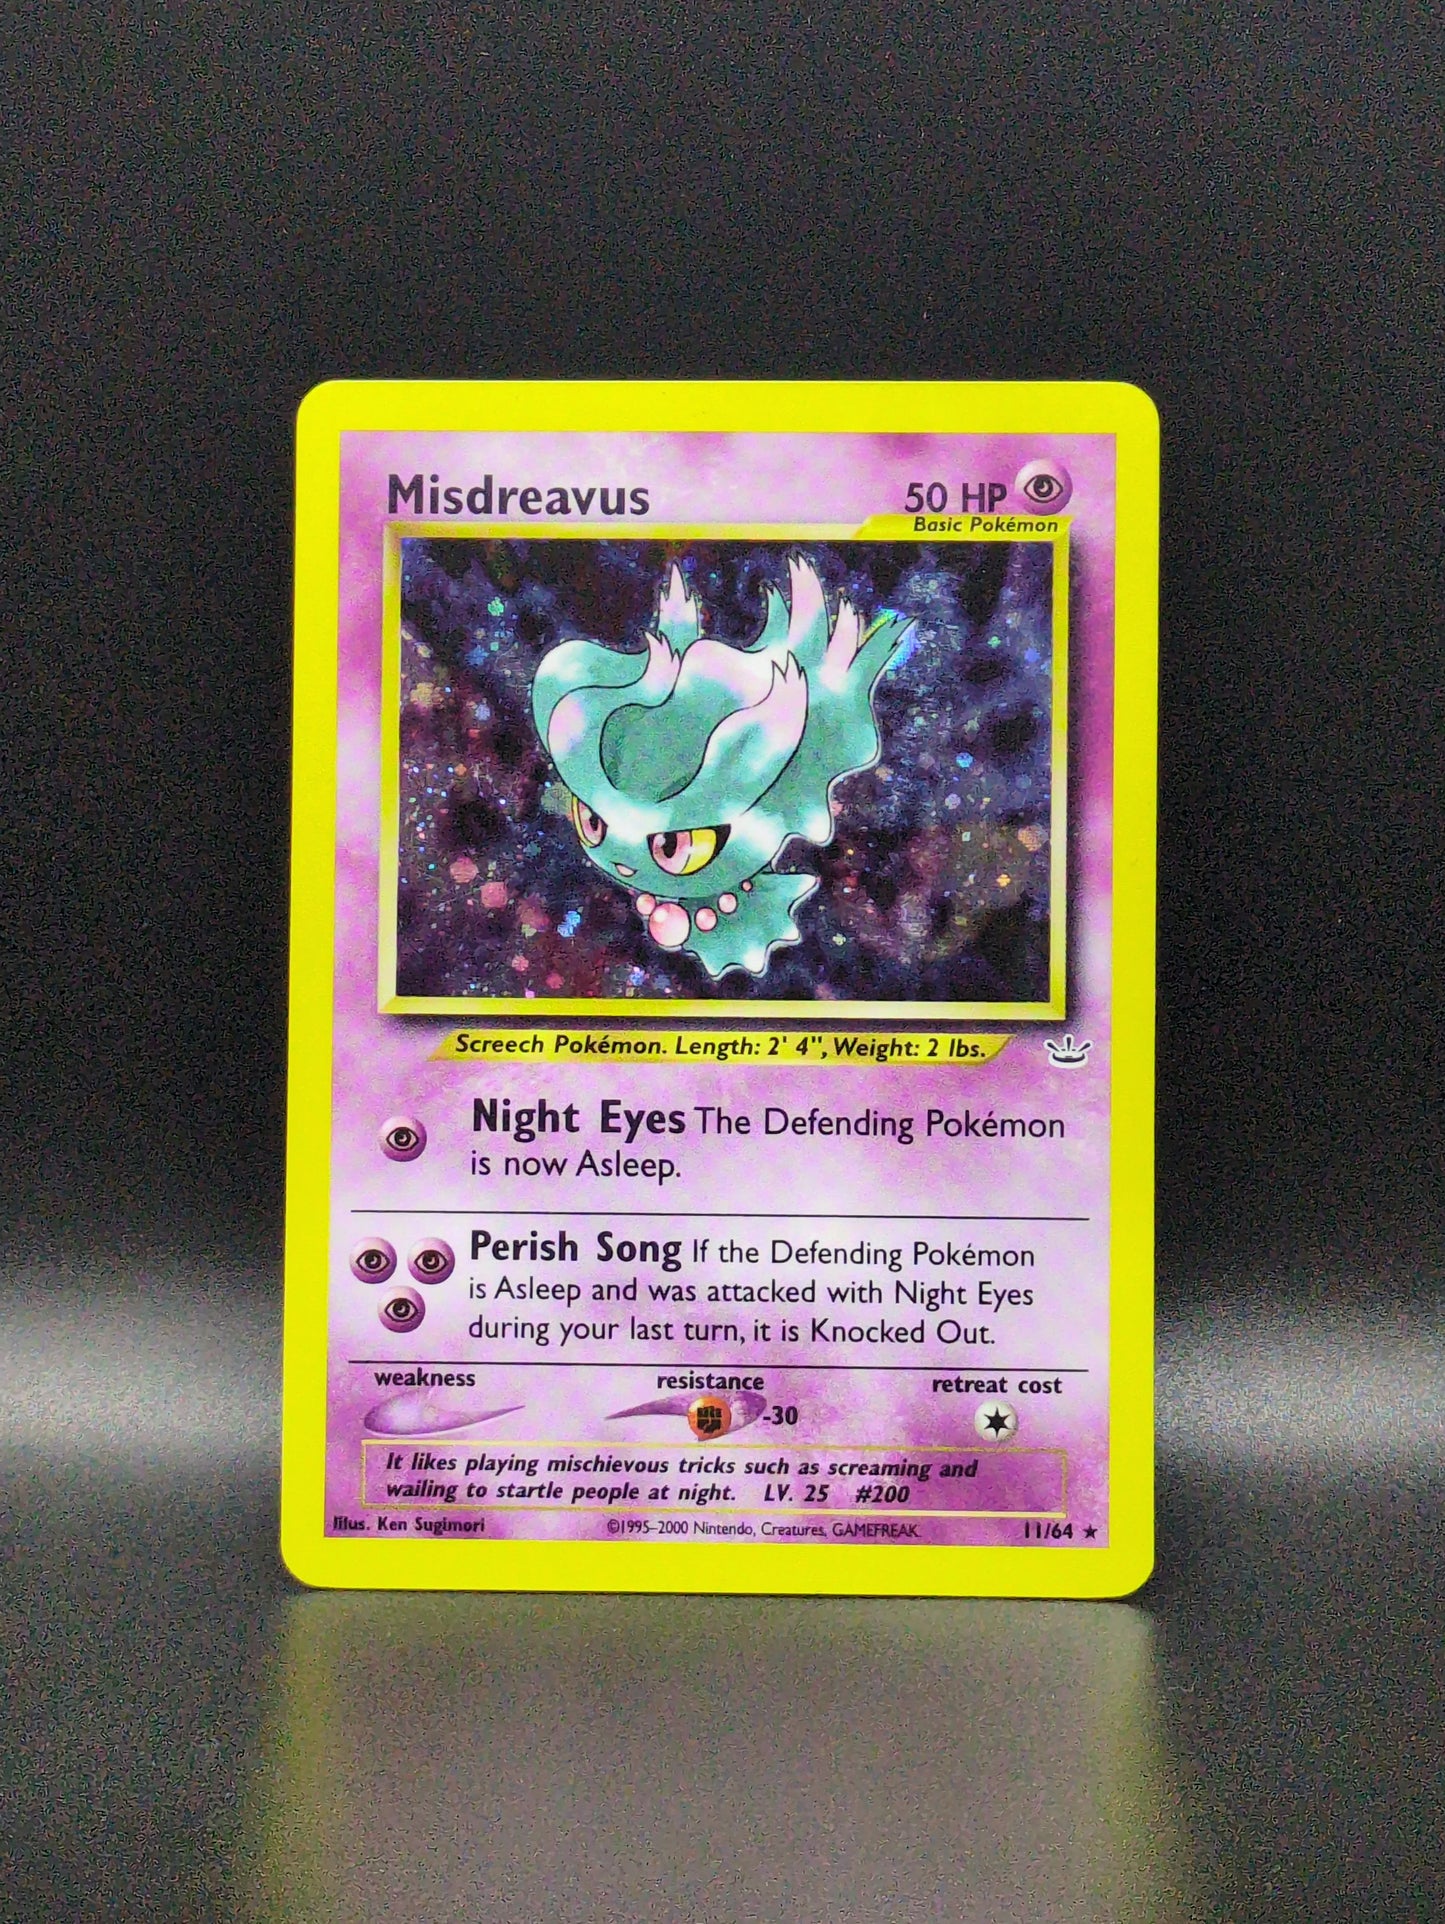 Misdreavus 50 HP
Basic Pokémon
Screech Pokémon. Length: 2' 4", Weight: 2 lbs.
Night Eyes The Defending Pokémon
is now Asleep.
Perish Song If the Defending Pokémon
is Asleep and was attacked with Night Eyes
during your last turn, it is Knocked Out.
weakness resistance retreat cost
-30
It likes playing mischievous tricks such as screaming and
wailing to startle people at night. LV. 25 #200
Illus. Ken Sugimori ©1995–2000 Nintendo, Creatures, GAMEFREAK. 11/64 ★